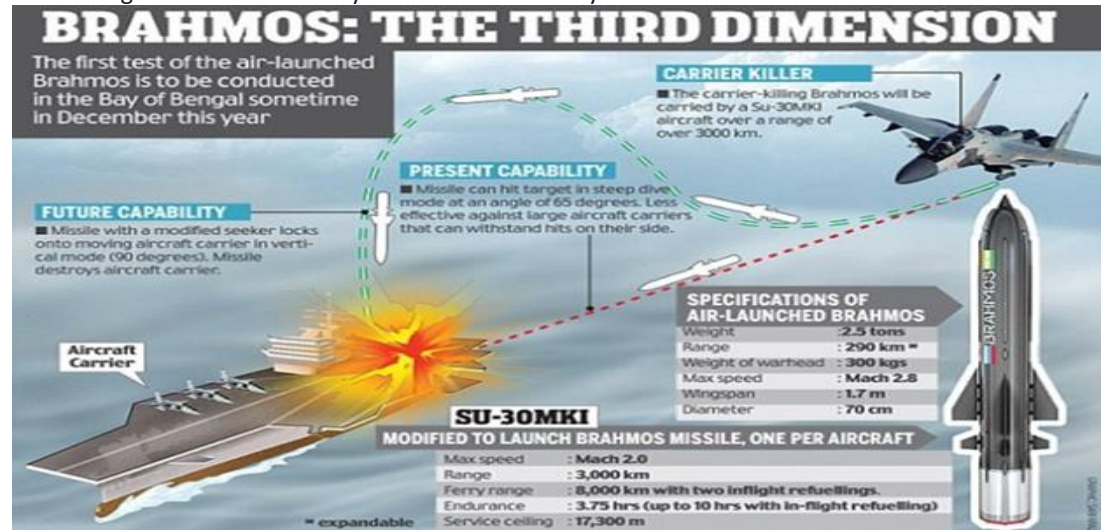 BRAHMOS: THE THIRD DIMENSION
The first test of the air-launched
Brahmos is to be conducted
in the Bay of Bengal sometime
in December this year
CARRIER KILLER
■ The carrier-killing Brahmos will be
carried by a Su-30MKI
aircraft over a range of
over 3000 km.
PRESENT CAPABILITY
■ Missile can hit target in steep dive
mode at an angle of 65 degrees. Less
effective against large aircraft carriers
that can withstand hits on their side.
FUTURE CAPABILITY
■ Missile with a modified seeker locks
onto moving aircraft carrier in verti-
cal mode (90 degrees). Missile
destroys aircraft carrier.
Aircraft
Carrier
SPECIFICATIONS OF
AIR-LAUNCHED BRAHMOS
Weight : 2.5 tons
Range : 290 km *
Weight of warhead : 300 kgs
Max speed : Mach 2.8
Wingspan : 1.7 m
Diameter : 70 cm
BRAHMOS
SU-30MKI
MODIFIED TO LAUNCH BRAHMOS MISSILE, ONE PER AIRCRAFT
Max speed : Mach 2.0
Range : 3,000 km
Ferry range : 8,000 km with two inflight refuellings.
Endurance : 3.75 hrs (up to 10 hrs with in-flight refuelling)
Service ceiling : 17,300 m
* expandable